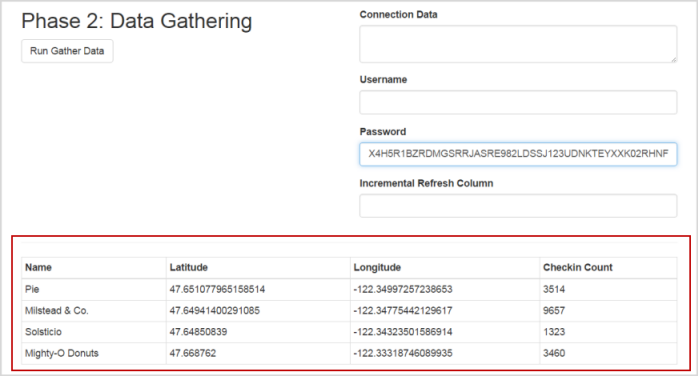 Phase 2: Data Gathering
Run Gather Data
Connection Data
Username
Password
X4H5R1BZRDMGSRRJASRE982LDSSJ123UDNKTEYXXK02RHNF
Incremental Refresh Column
Name Latitude Longitude Checkin Count
Pie 47.651077965158514 -122.34997257238653 3514
Milstead & Co. 47.64941400291085 -122.34775442129617 9657
Solsticio 47.64850839 -122.34323501586914 1323
Mighty-O Donuts 47.668762 -122.33318746089935 3460